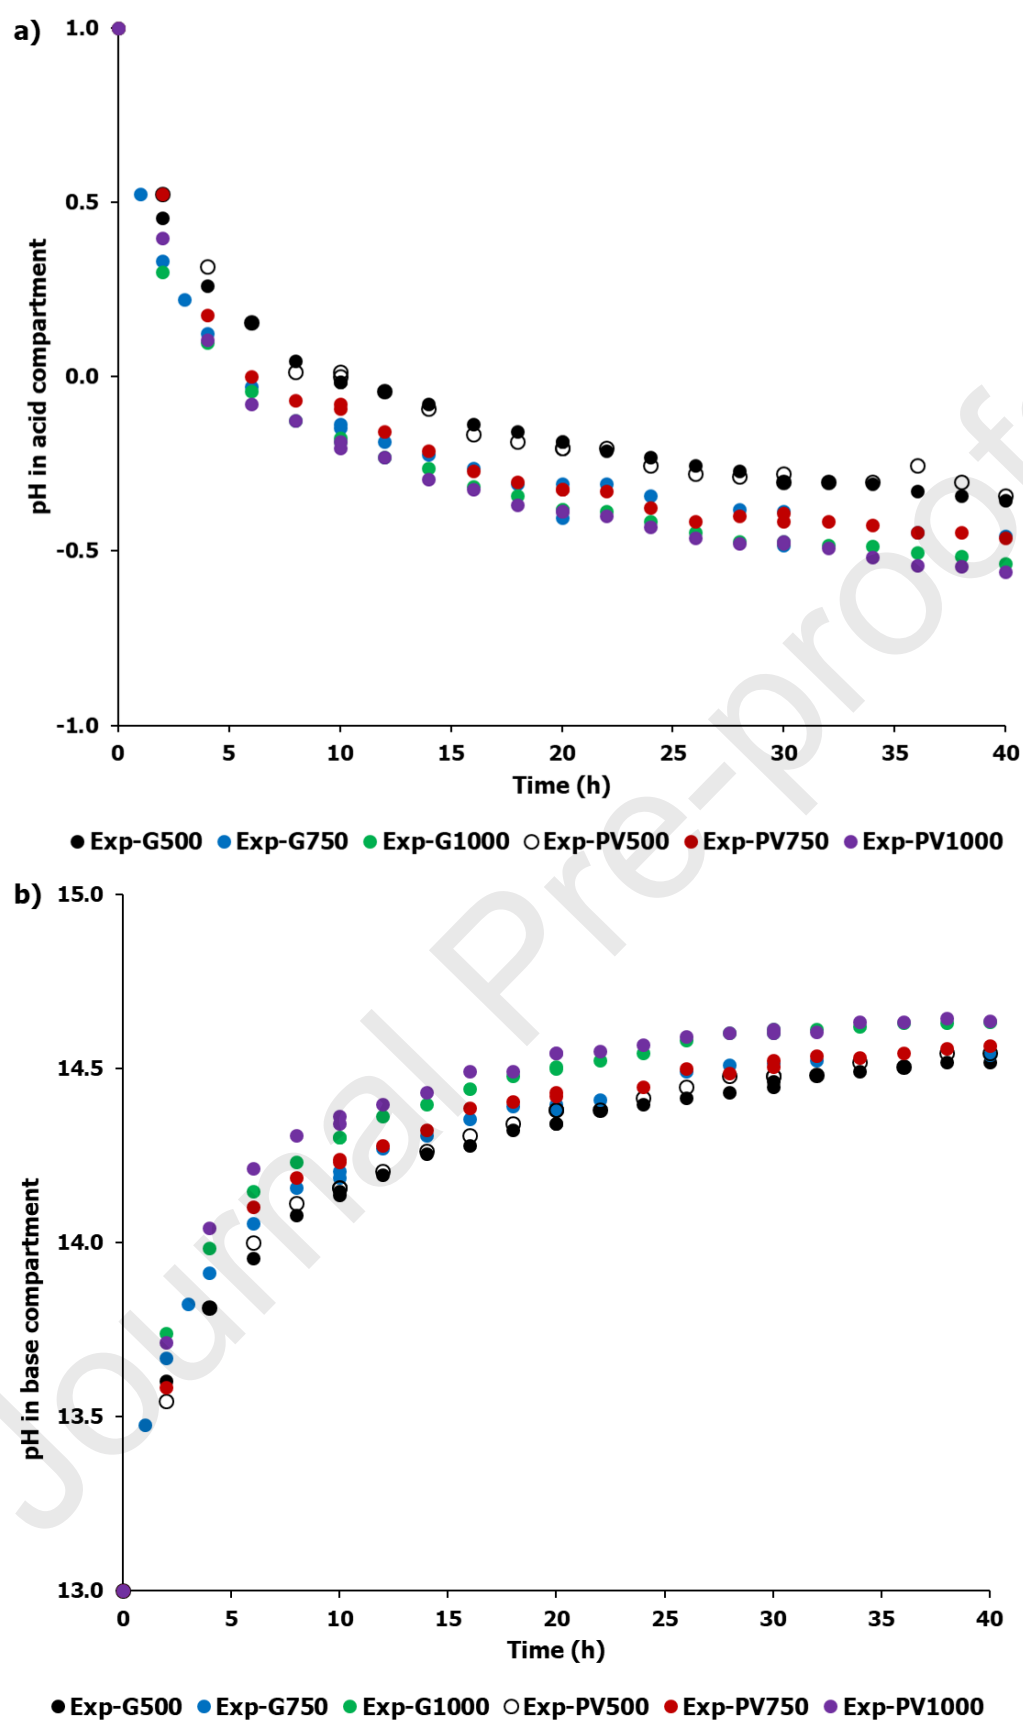 a)
1.0
0.5
0.0
-0.5
-1.0
pH in acid compartment
0 5 10 15 20 25 30 35 40
Time (h)
Exp-G500 Exp-G750 Exp-G1000 Exp-PV500 Exp-PV750 Exp-PV1000
b)
15.0
14.5
14.0
13.5
13.0
pH in base compartment
0 5 10 15 20 25 30 35 40
Time (h)
Exp-G500 Exp-G750 Exp-G1000 Exp-PV500 Exp-PV750 Exp-PV1000
Journal Pre-proof